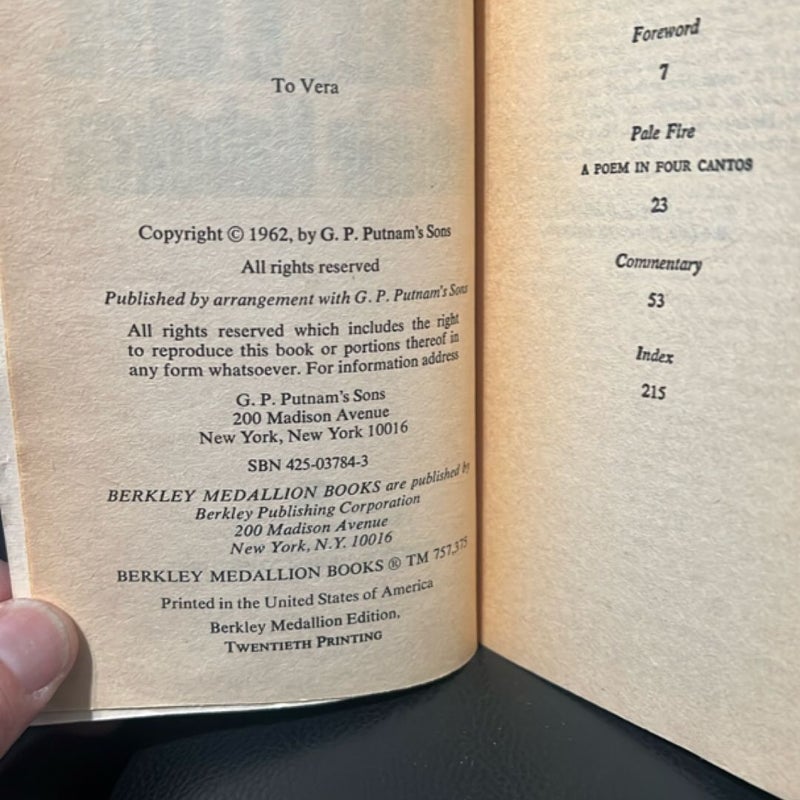 To Vera
Copyright © 1962, by G. P. Putnam's Sons
All rights reserved
Published by arrangement with G. P. Putnam's Sons
All rights reserved which includes the right
to reproduce this book or portions thereof in
any form whatsoever. For information address
G. P. Putnam's Sons
200 Madison Avenue
New York, New York 10016
SBN 425-03784-3
BERKLEY MEDALLION BOOKS are published by
Berkley Publishing Corporation
200 Madison Avenue
New York, N.Y. 10016
BERKLEY MEDALLION BOOKS ® TM 757,375
Printed in the United States of America
Berkley Medallion Edition,
TWENTIETH PRINTING
Foreword
7
Pale Fire
A POEM IN FOUR CANTOS
23
Commentary
53
Index
215